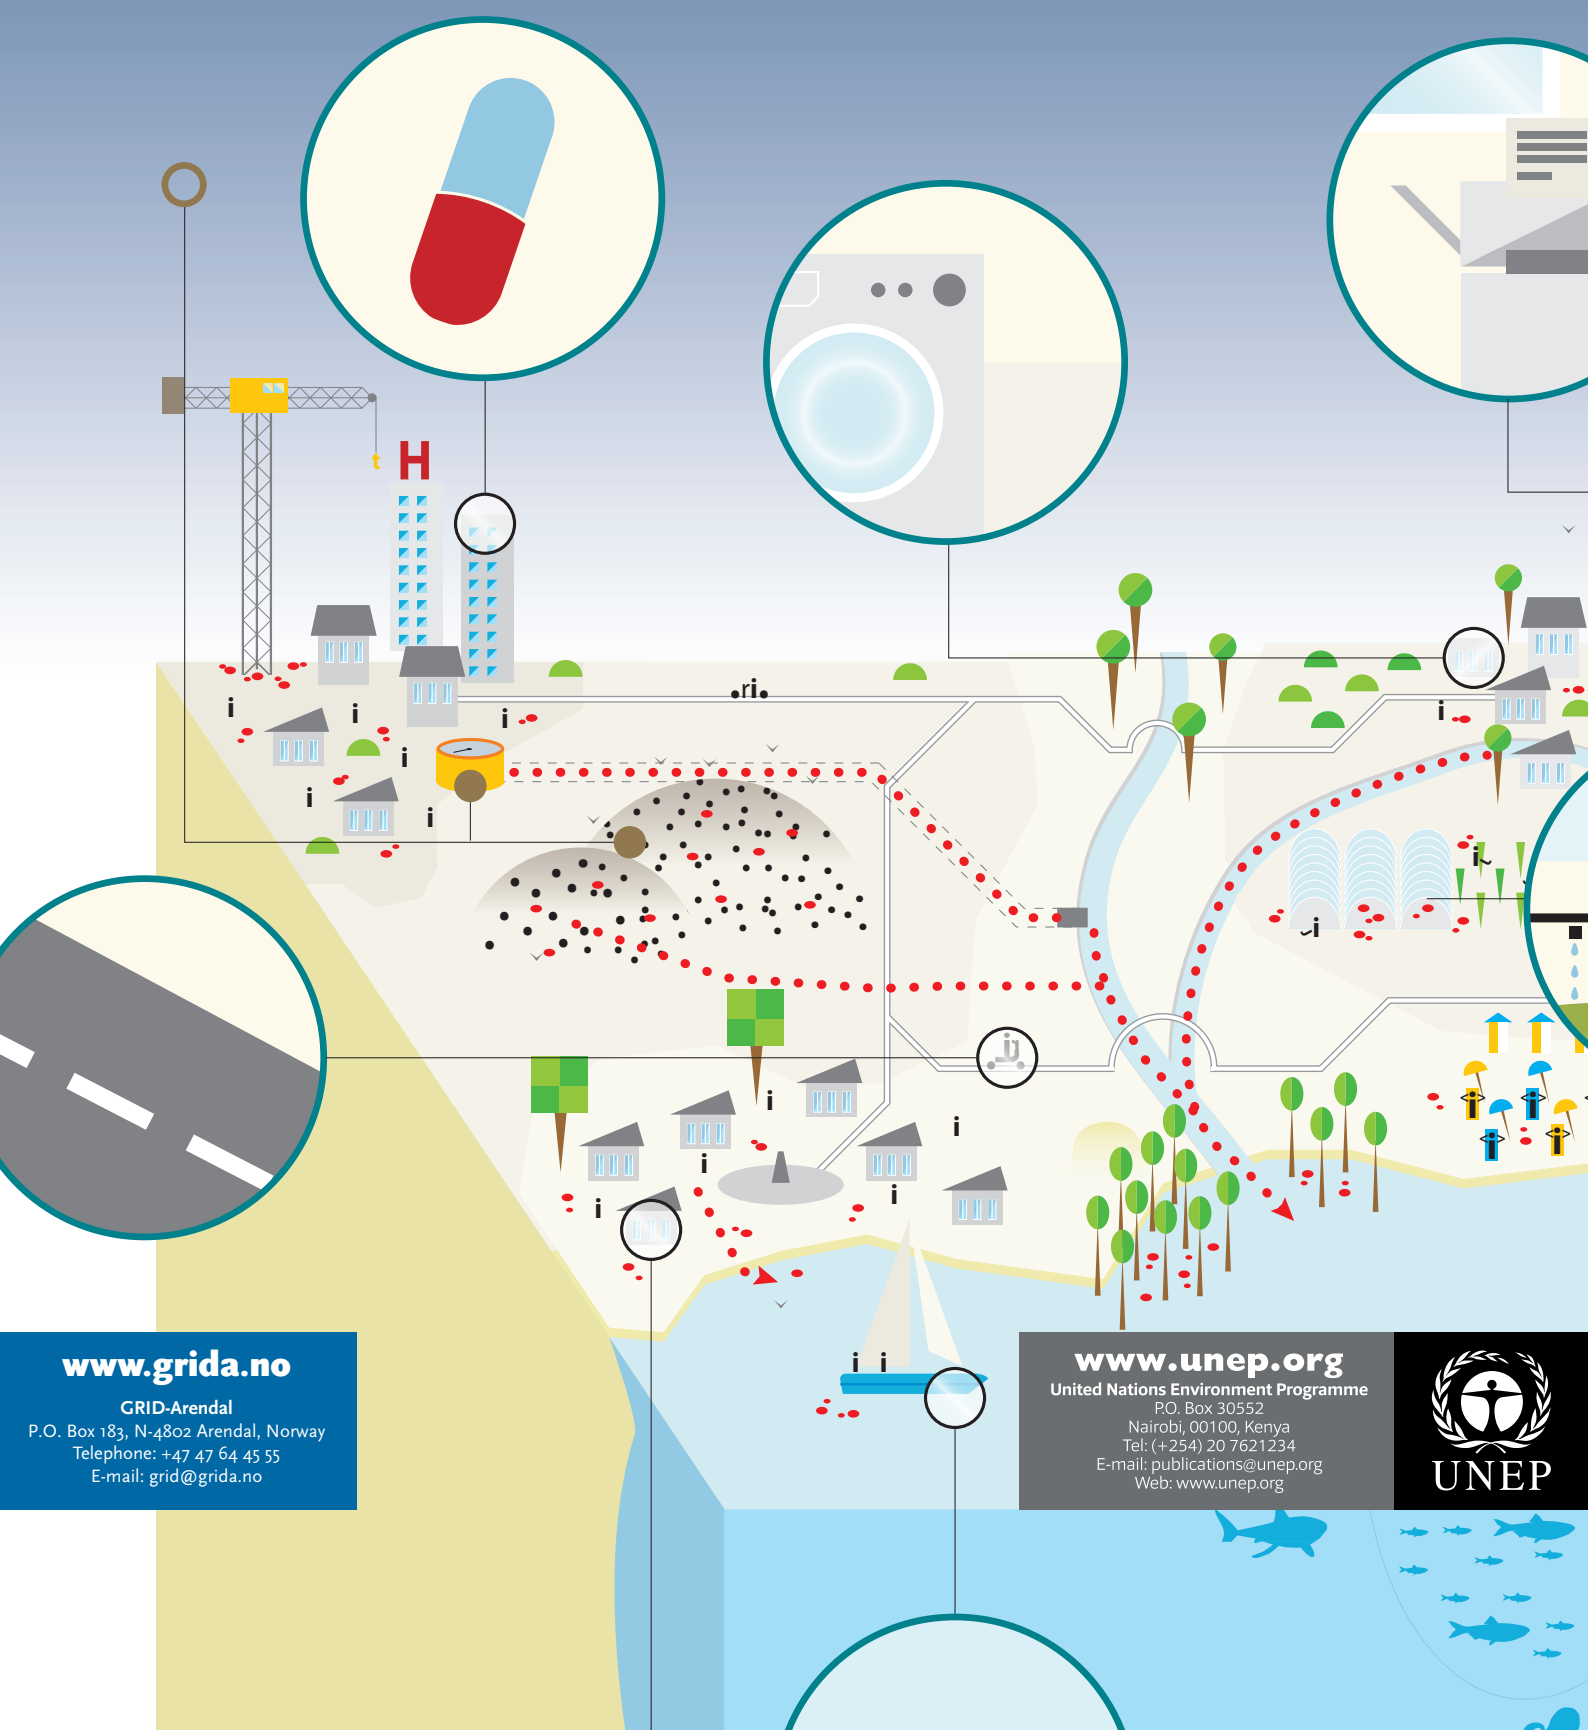 H
www.grida.no
GRID-Arendal
P.O. Box 183, N-4802 Arendal, Norway
Telephone: +47 47 64 45 55
E-mail: grid@grida.no
www.unep.org
United Nations Environment Programme
P.O. Box 30552
Nairobi, 00100, Kenya
Tel: (+254) 20 7621234
E-mail: publications@unep.org
Web: www.unep.org
UNEP